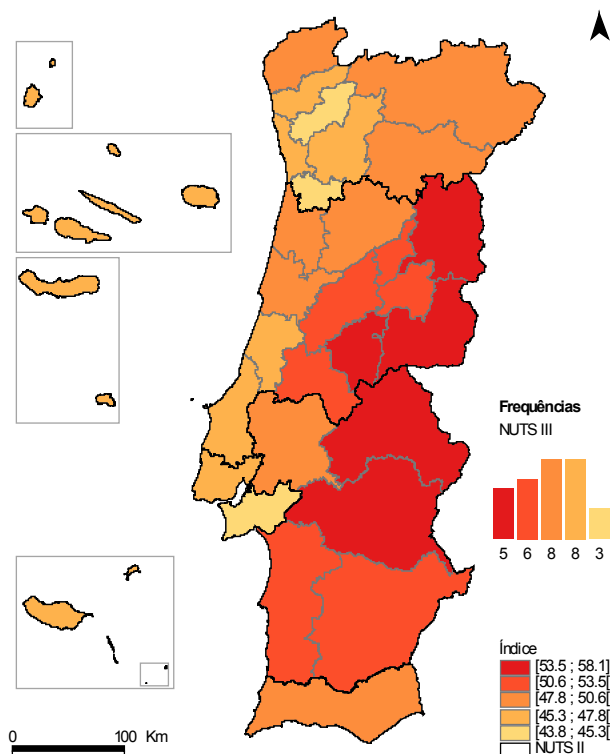 Frequências
NUTS III
5 6 8 8 3
Índice
[53.5 ; 58.1]
[50.6 ; 53.5[
[47.8 ; 50.6[
[45.3 ; 47.8[
[43.8 ; 45.3[
NUTS II
0 100 Km